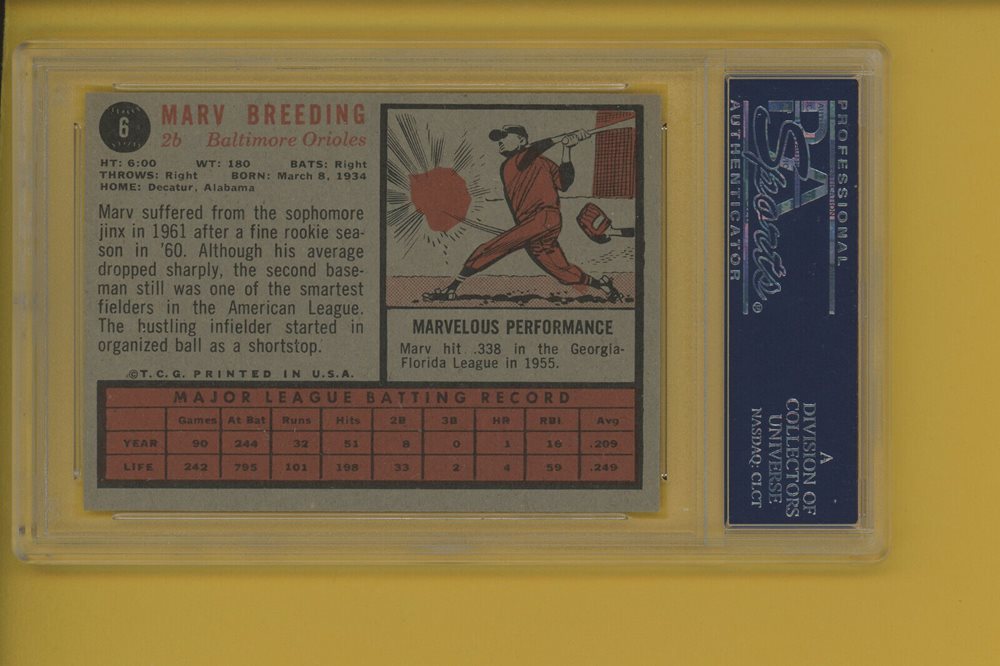 6
MARV BREEDING
2b Baltimore Orioles
HT: 6:00 WT: 180 BATS: Right
THROWS: Right BORN: March 8, 1934
HOME: Decatur, Alabama
Marv suffered from the sophomore
jinx in 1961 after a fine rookie sea-
son in '60. Although his average
dropped sharply, the second base-
man still was one of the smartest
fielders in the American League.
The hustling infielder started in
organized ball as a shortstop.
©T.C.G. PRINTED IN U.S.A.
MARVELOUS PERFORMANCE
Marv hit .338 in the Georgia-
Florida League in 1955.
MAJOR LEAGUE BATTING RECORD
Games At Bat Runs Hits 2B 3B HR RBI Avg
YEAR 90 244 32 51 8 0 1 16 .209
LIFE 242 795 101 198 33 2 4 59 .249
PROFESSIONAL
PSA
Sports®
AUTHENTICATOR
A
DIVISION OF
COLLECTORS
UNIVERSE
NASDAQ: CLCT